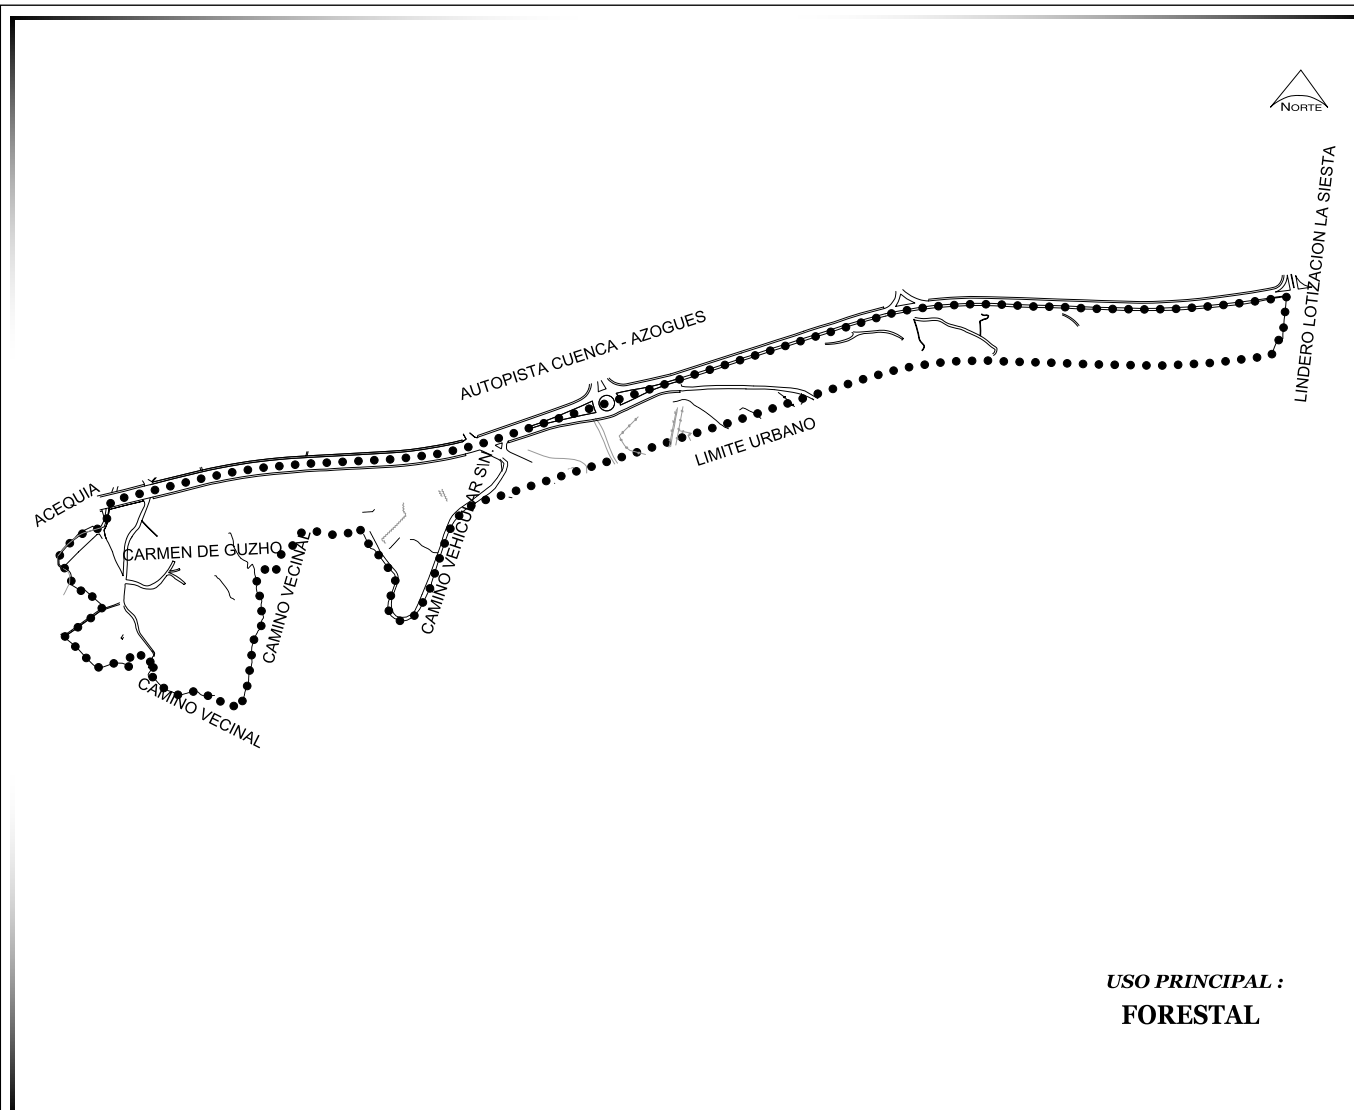 NORTE
LINDERO LOTIZACION LA SIESTA
AUTOPISTA CUENCA - AZOGUES
LIMITE URBANO
ACEQUIA
CARMEN DE GUZHO
CAMINO VECINAL
CAMINO VEHICULAR SIN.
CAMINO VECINAL
USO PRINCIPAL :
FORESTAL